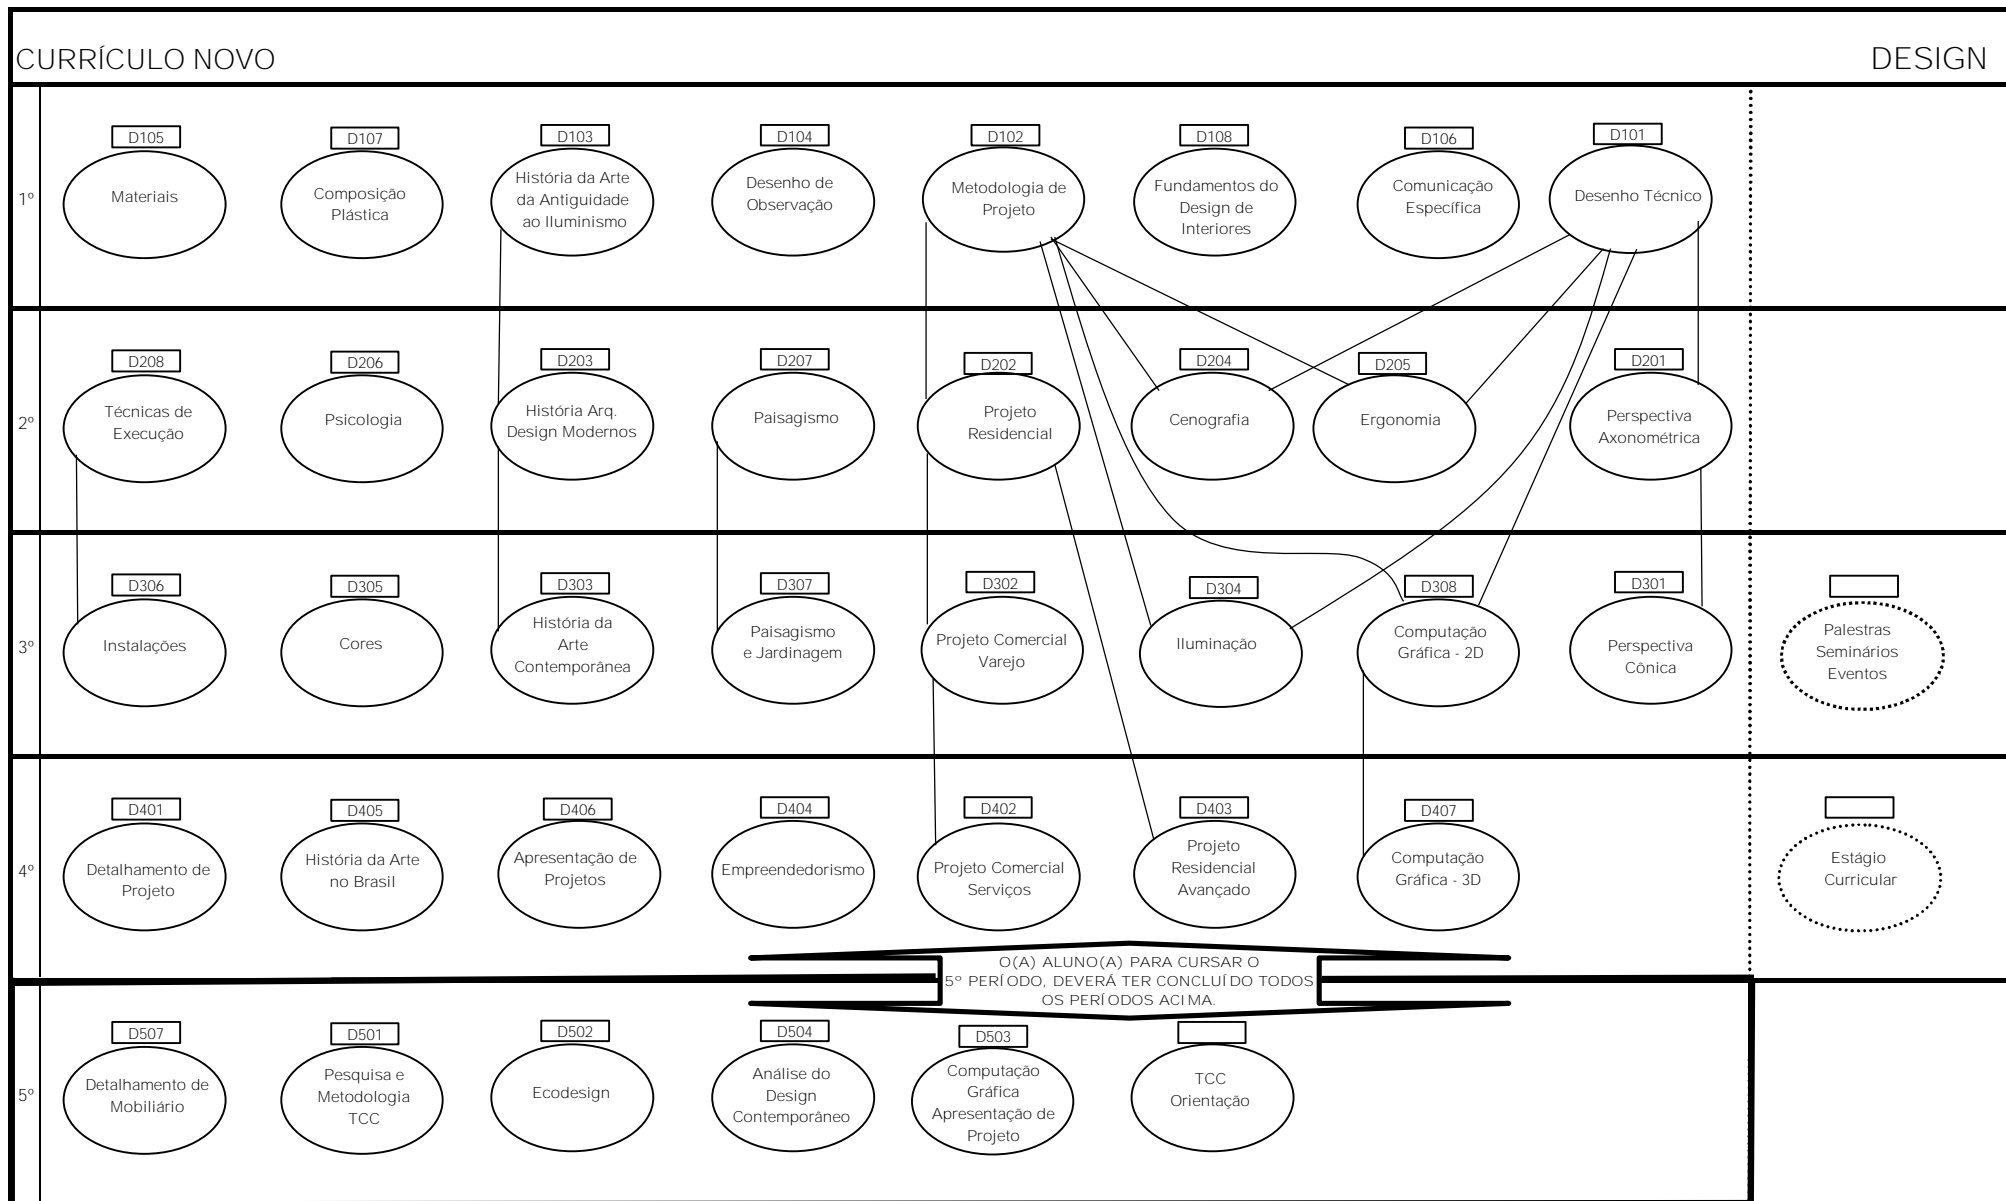 CURRÍCULO NOVO
DESIGN
1º
D105
Materiais
D107
Composição
Plástica
D103
História da Arte
da Antiguidade
ao Iluminismo
D104
Desenho de
Observação
D102
Metodologia de
Projeto
D108
Fundamentos do
Design de
Interiores
D106
Comunicação
Específica
D101
Desenho Técnico
2º
D208
Técnicas de
Execução
D206
Psicologia
D203
História Arq.
Design Modernos
D207
Paisagismo
D202
Projeto
Residencial
D204
Cenografia
D205
Ergonomia
D201
Perspectiva
Axonométrica
3º
D306
Instalações
D305
Cores
D303
História da
Arte
Contemporânea
D307
Paisagismo
e Jardinagem
D302
Projeto Comercial
Varejo
D304
Iluminação
D308
Computação
Gráfica - 2D
D301
Perspectiva
Cônica
Palestras
Seminários
Eventos
4º
D401
Detalhamento de
Projeto
D405
História da Arte
no Brasil
D406
Apresentação de
Projetos
D404
Empreendedorismo
D402
Projeto Comercial
Serviços
D403
Projeto
Residencial
Avançado
D407
Computação
Gráfica - 3D
Estágio
Curricular
O(A) ALUNO(A) PARA CURSAR O
5º PERÍODO, DEVERÁ TER CONCLUÍDO TODOS
OS PERÍODOS ACIMA.
5º
D507
Detalhamento de
Mobiliário
D501
Pesquisa e
Metodologia
TCC
D502
Ecodesign
D504
Análise do
Design
Contemporâneo
D503
Computação
Gráfica
Apresentação de
Projeto
TCC
Orientação